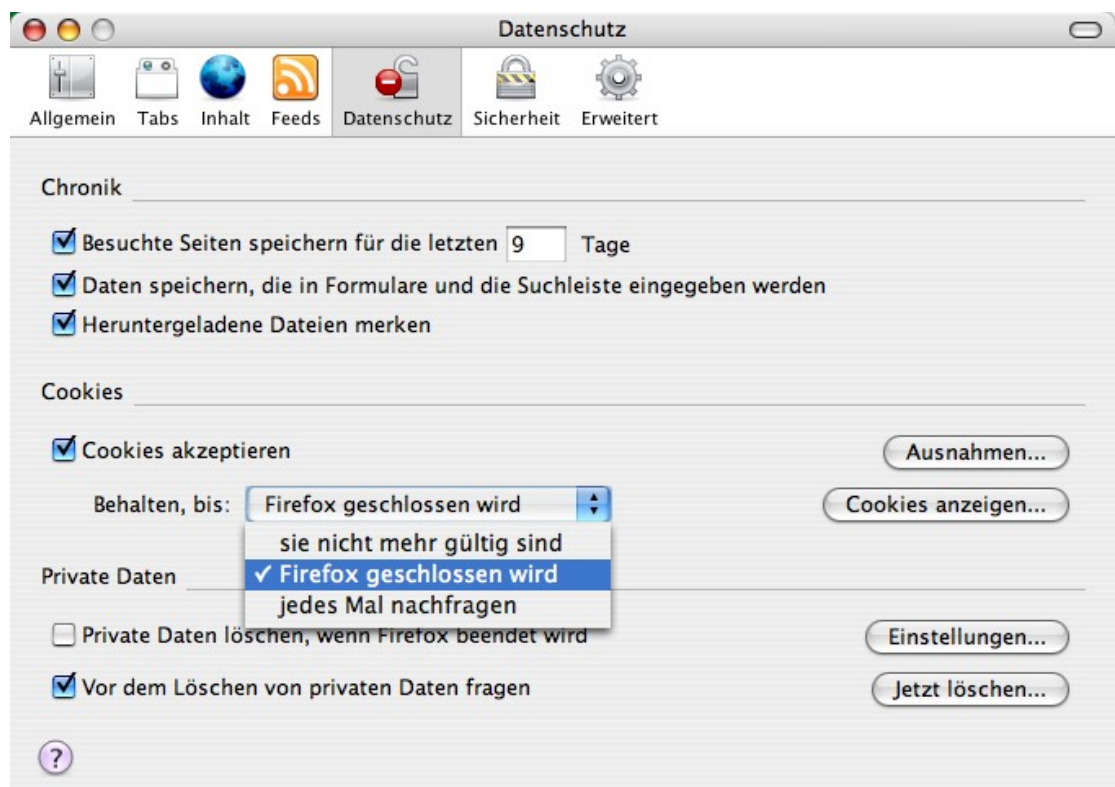 Datenschutz
Allgemein Tabs Inhalt Feeds Datenschutz Sicherheit Erweitert
Chronik
Besuchte Seiten speichern für die letzten 9 Tage
Daten speichern, die in Formulare und die Suchleiste eingegeben werden
Heruntergeladene Dateien merken
Cookies
Cookies akzeptieren Ausnahmen...
Behalten, bis: Firefox geschlossen wird Cookies anzeigen...
sie nicht mehr gültig sind
Private Daten ✓ Firefox geschlossen wird
jedes Mal nachfragen
Private Daten löschen, wenn Firefox beendet wird Einstellungen...
Vor dem Löschen von privaten Daten fragen Jetzt löschen...
?